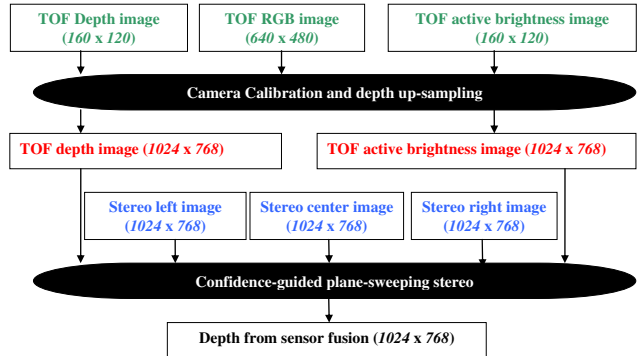 TOF Depth image
(160 x 120)
TOF RGB image
(640 x 480)
TOF active brightness image
(160 x 120)
Camera Calibration and depth up-sampling
TOF depth image (1024 x 768)
TOF active brightness image (1024 x 768)
Stereo left image
(1024 x 768)
Stereo center image
(1024 x 768)
Stereo right image
(1024 x 768)
Confidence-guided plane-sweeping stereo
Depth from sensor fusion (1024 x 768)